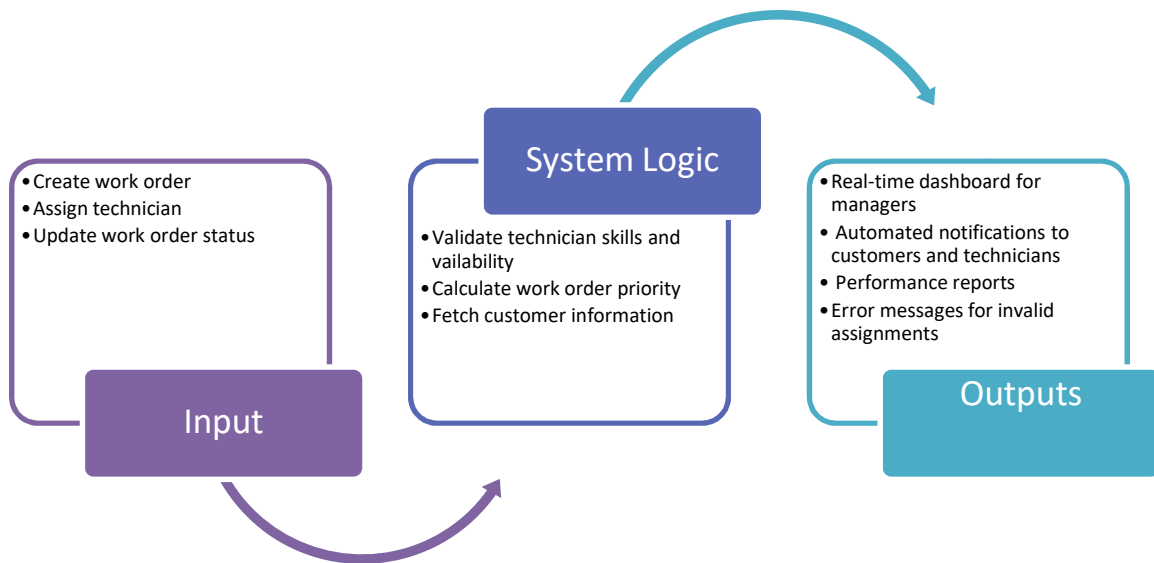 •Create work order
•Assign technician
•Update work order status
Input
System Logic
•Validate technician skills and
vailability
•Calculate work order priority
•Fetch customer information
•Real-time dashboard for
managers
• Automated notifications to
customers and technicians
• Performance reports
•Error messages for invalid
assignments
Outputs